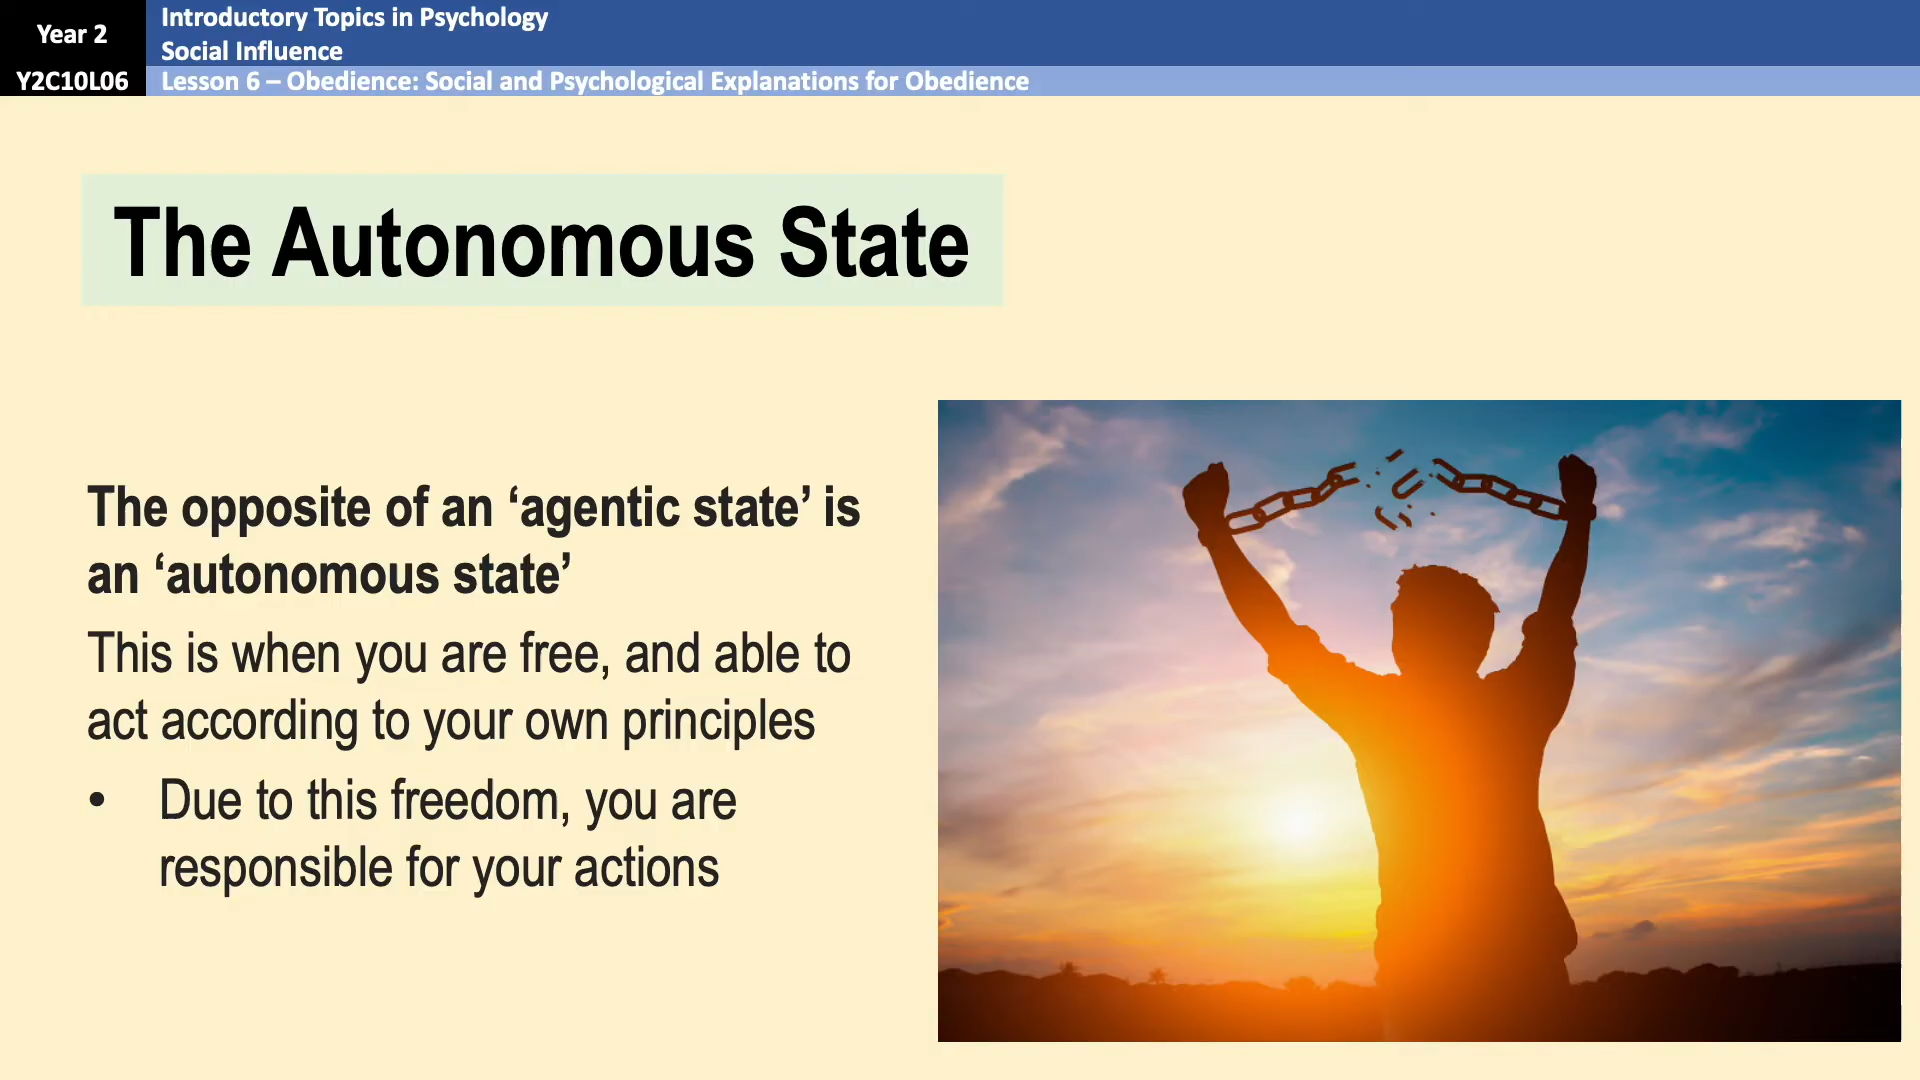 Year 2
Introductory Topics in Psychology
Social Influence
Y2C10L06
Lesson 6 – Obedience: Social and Psychological Explanations for Obedience
The Autonomous State
The opposite of an ‘agentic state’ is
an ‘autonomous state’
This is when you are free, and able to
act according to your own principles
• Due to this freedom, you are
responsible for your actions